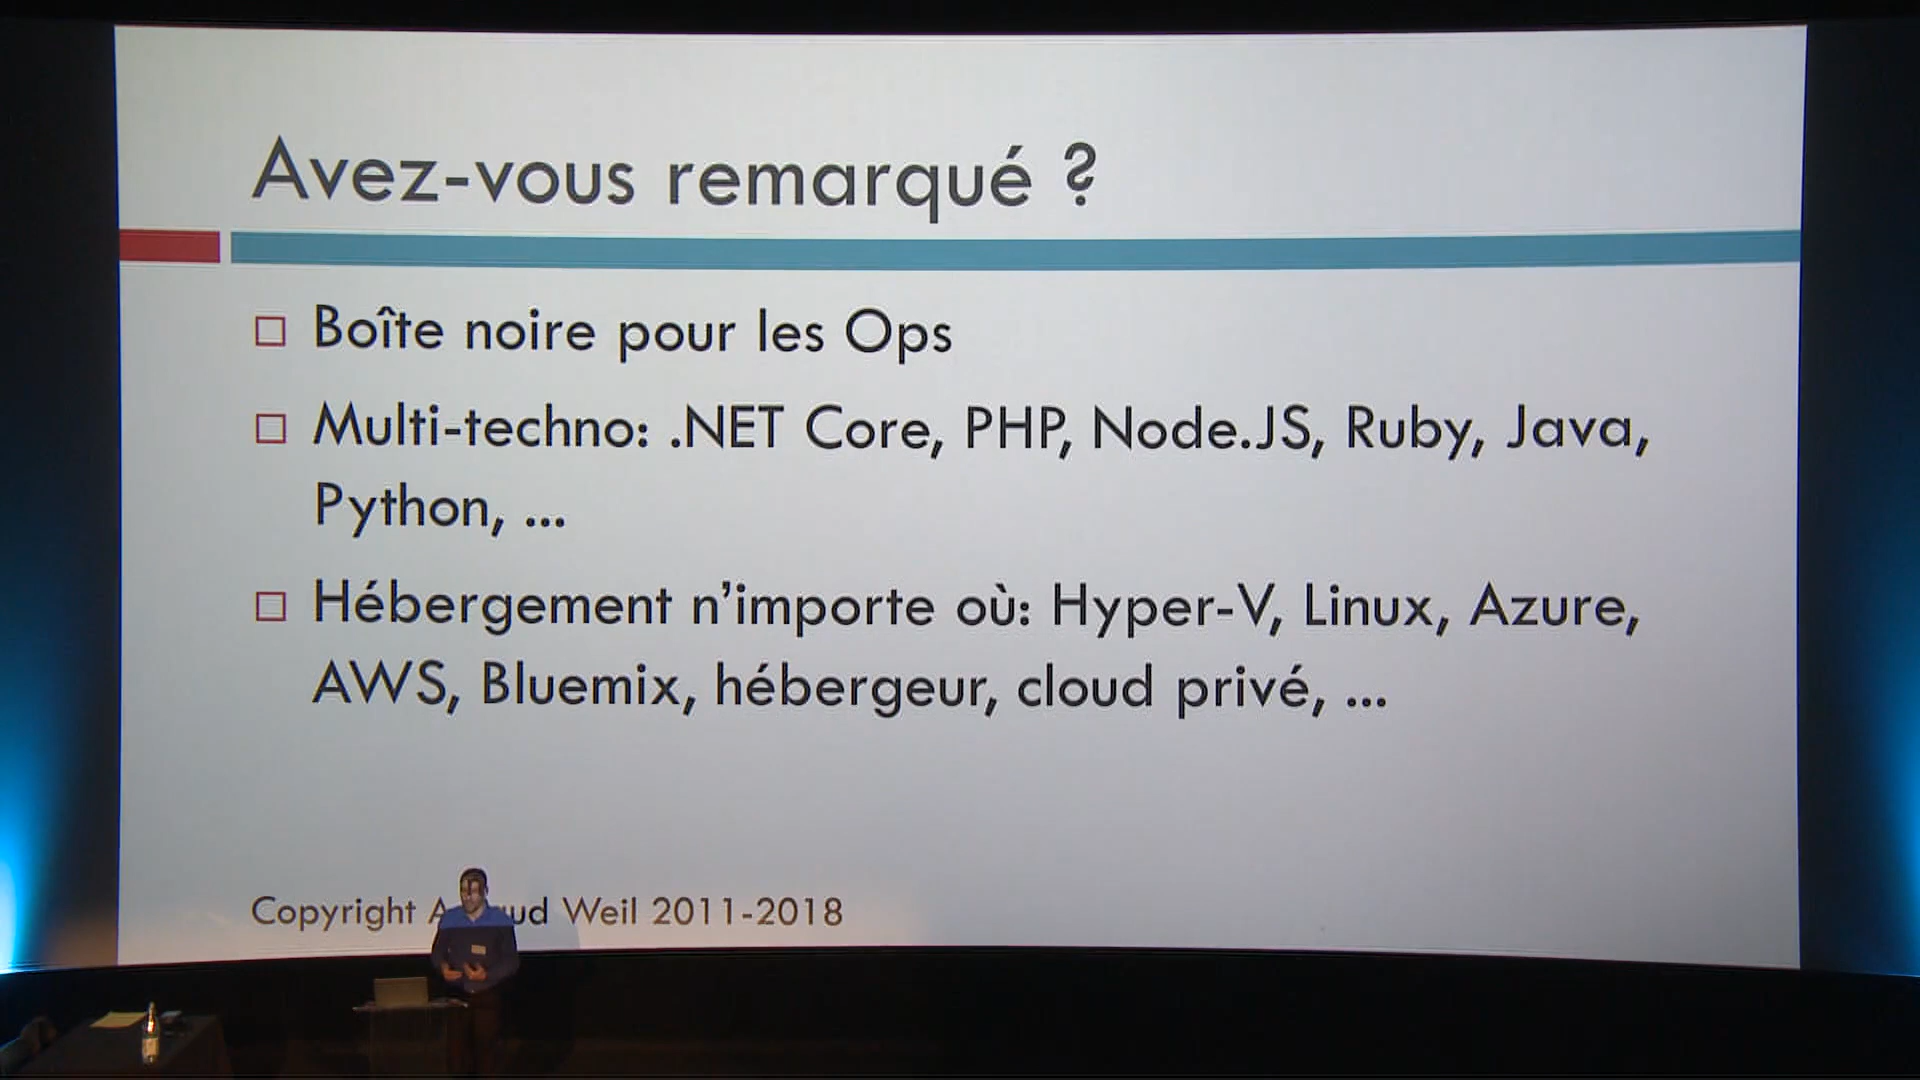 Avez-vous remarqué ?
Boîte noire pour les Ops
Multi-techno: .NET Core, PHP, Node.JS, Ruby, Java,
Python, ...
Hébergement n'importe où: Hyper-V, Linux, Azure,
AWS, Bluemix, hébergeur, cloud privé, ...
Copyright Weil 2011-2018